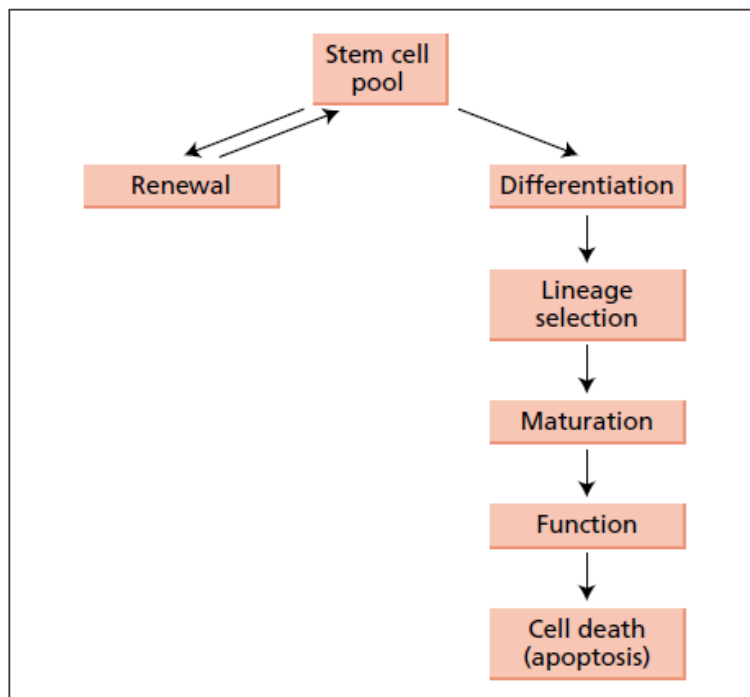 Stem cell
pool
Renewal
Differentiation
Lineage
selection
Maturation
Function
Cell death
(apoptosis)